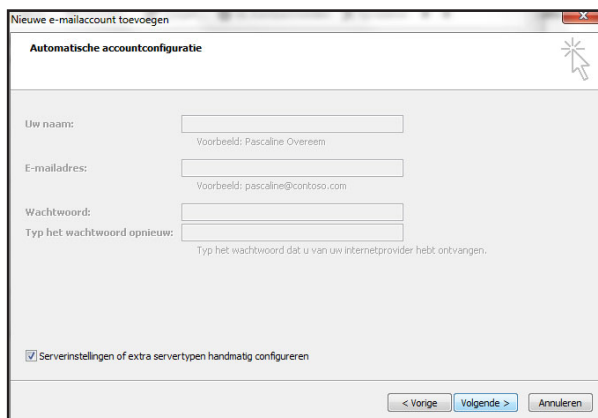 Nieuwe e-mailaccount toevoegen
Automatische accountconfiguratie
Uw naam:
Voorbeeld: Pascaline Overeem
E-mailadres:
Voorbeeld: pascaline@contoso.com
Wachtwoord:
Typ het wachtwoord opnieuw:
Typ het wachtwoord dat u van uw internetprovider hebt ontvangen.
Serverinstellingen of extra servertypen handmatig configureren
< Vorige Volgende > Annuleren